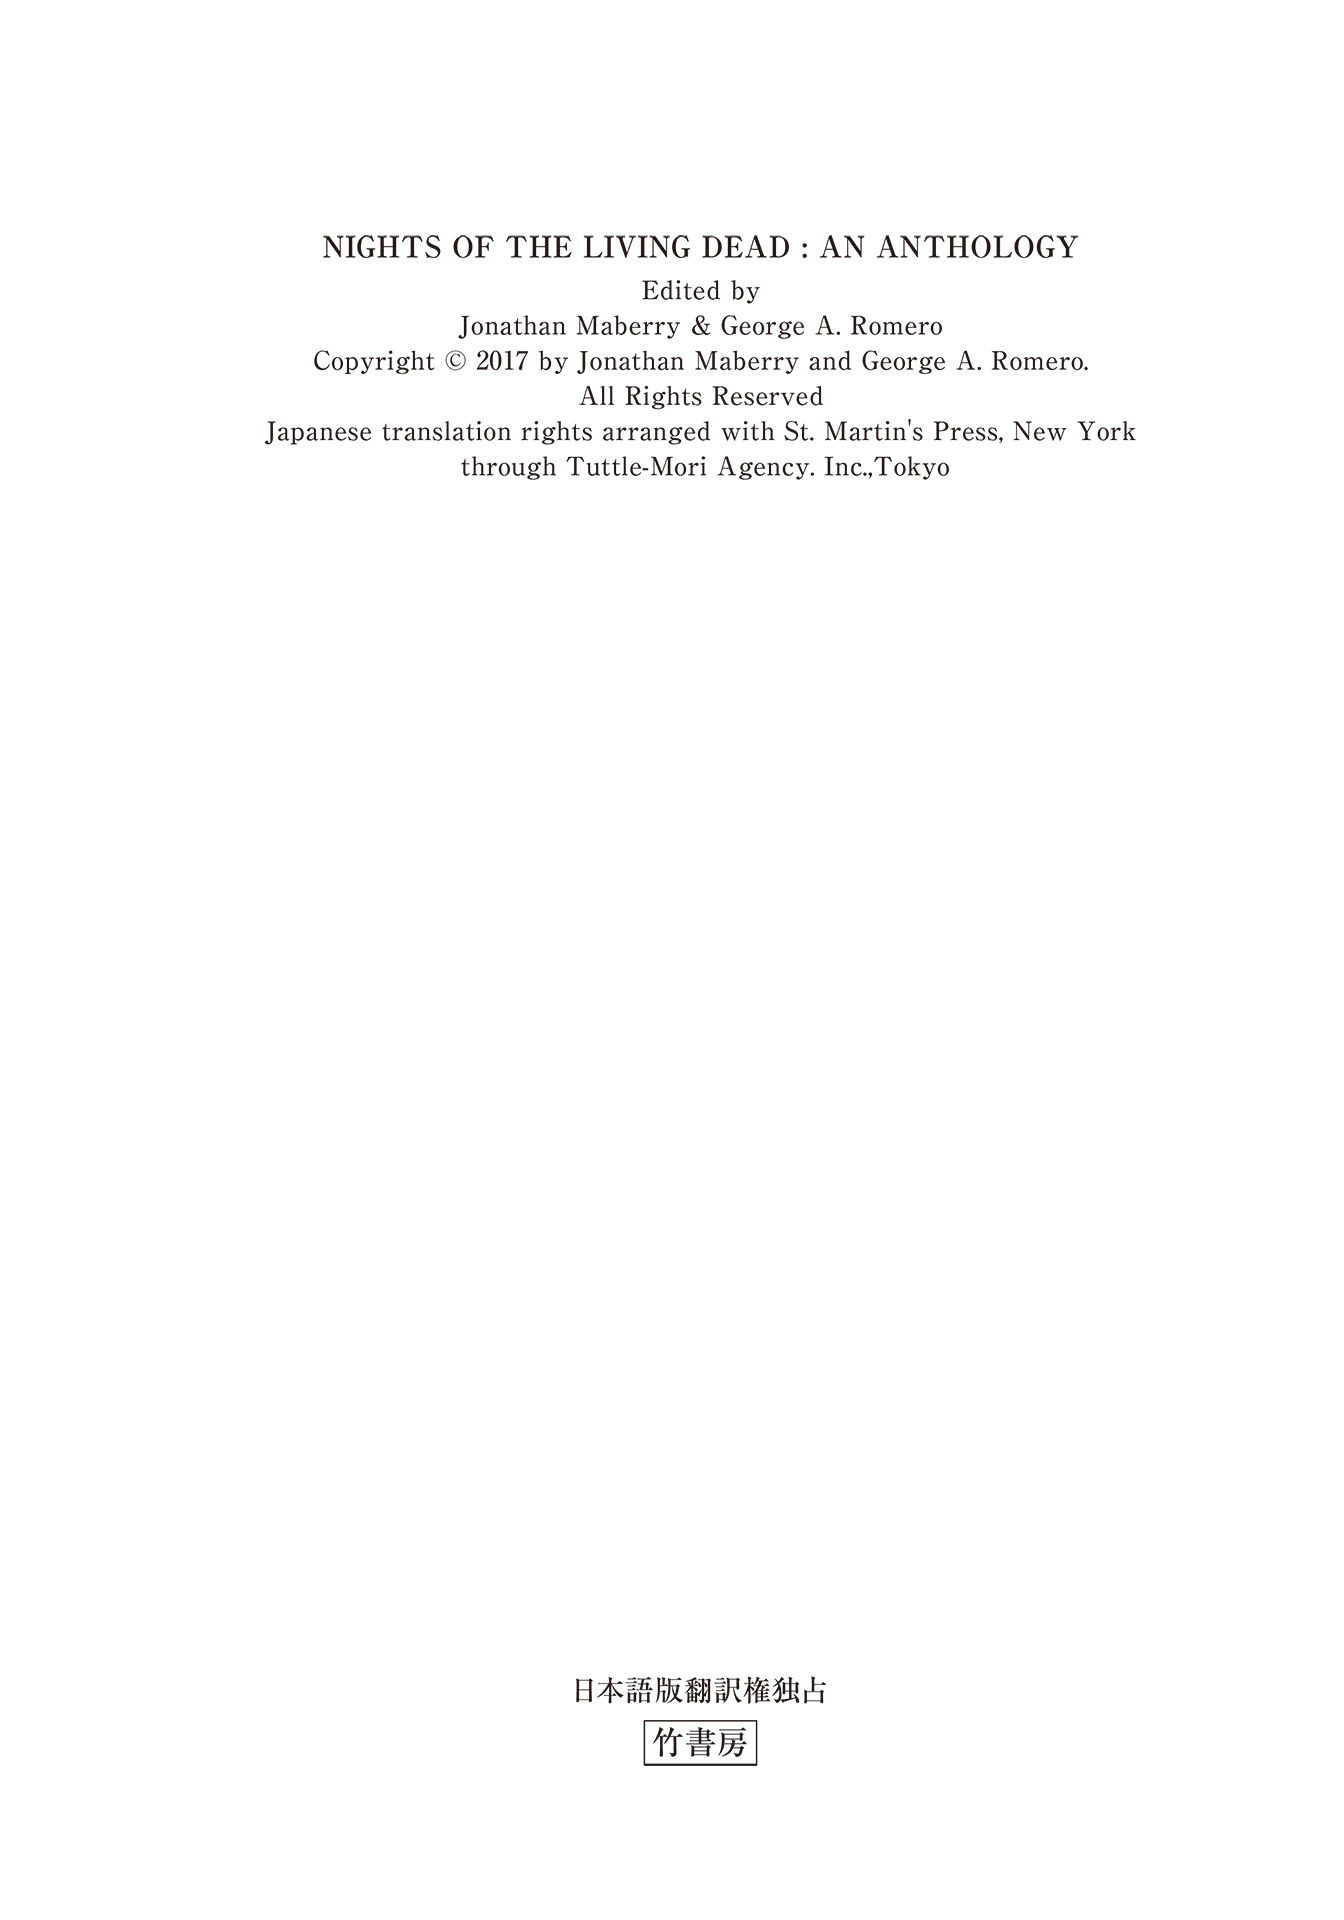 NIGHTS OF THE LIVING DEAD : AN ANTHOLOGY
Edited by
Jonathan Maberry & George A. Romero
Copyright © 2017 by Jonathan Maberry and George A. Romero.
All Rights Reserved
Japanese translation rights arranged with St. Martin's Press, New York
through Tuttle-Mori Agency. Inc.,Tokyo
日本語版翻訳権独占
竹書房